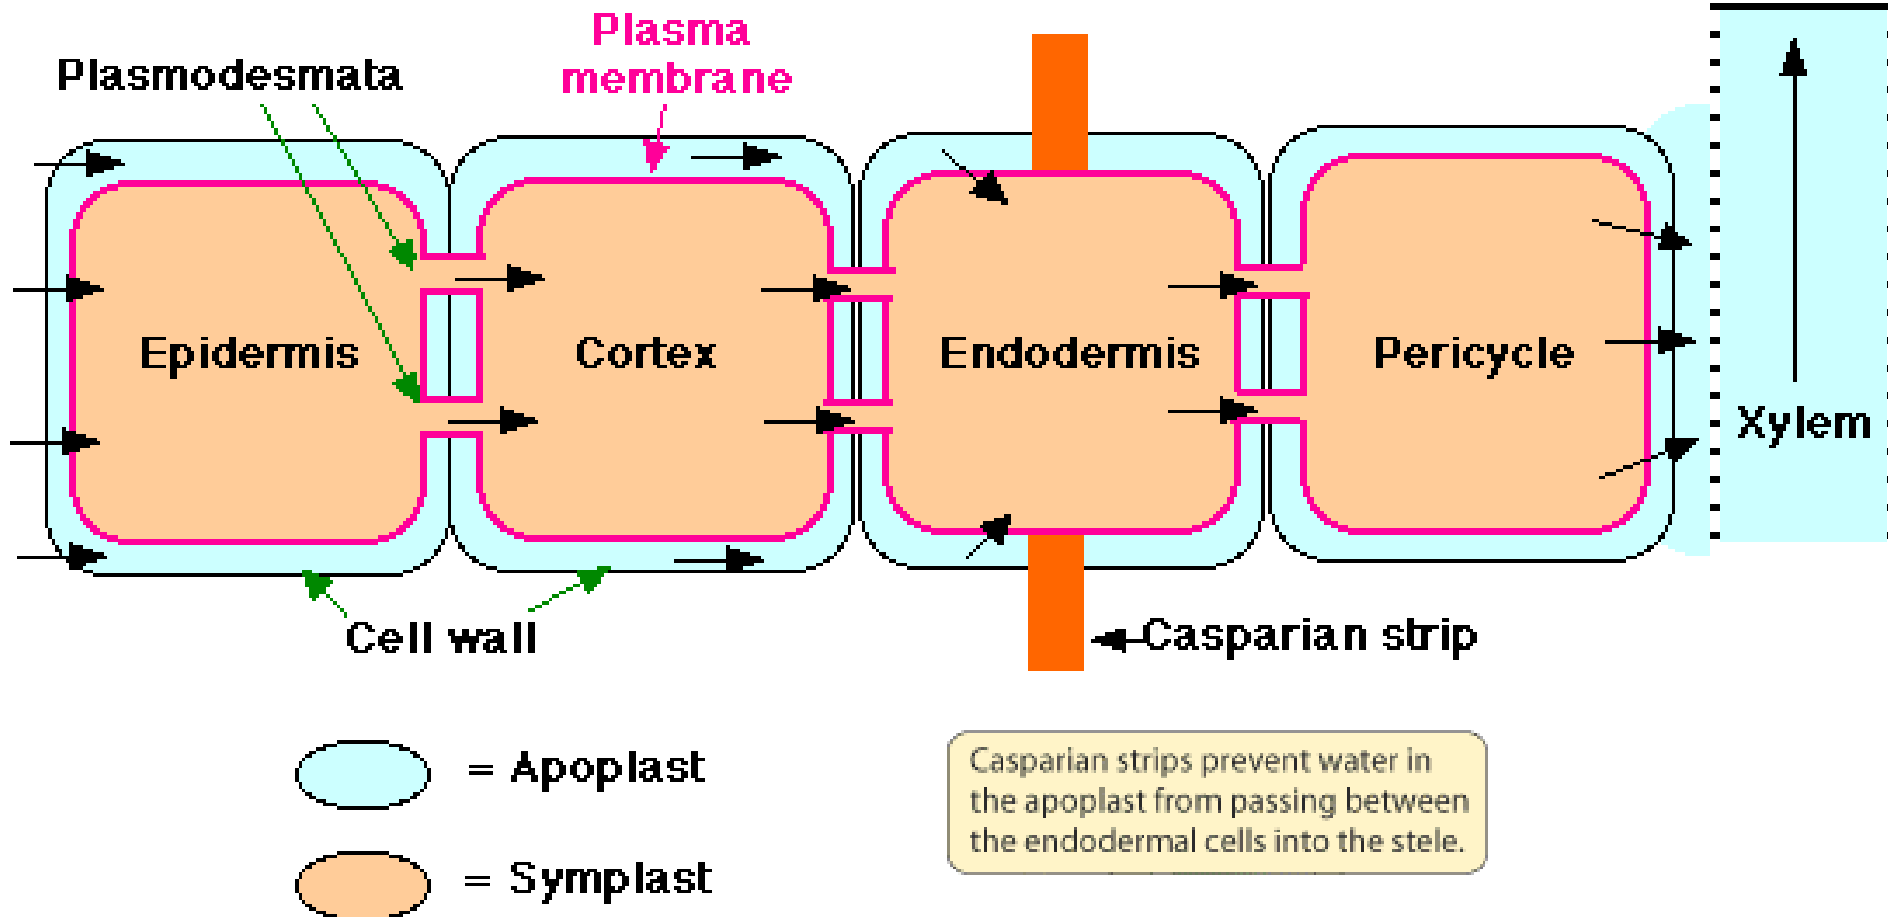 Plasma
membrane
Plasmodesmata
Epidermis
Cortex
Endodermis
Pericycle
Xylem
Cell wall
Casparian strip
= Apoplast
= Symplast
Casparian strips prevent water in
the apoplast from passing between
the endodermal cells into the stele.